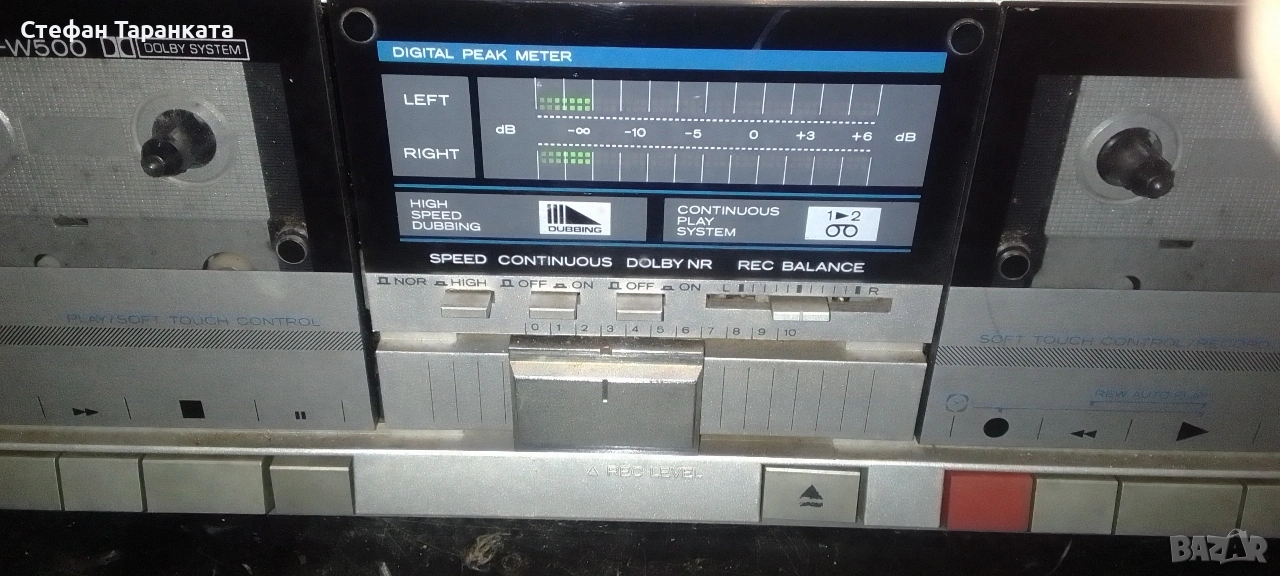 Стефан Таранката
-W500 DOLBY SYSTEM
DIGITAL PEAK METER
LEFT
dB -∞ -10 -5 0 +3 +6 dB
RIGHT
HIGH
SPEED
DUBBING
DUBBING
CONTINUOUS
PLAY
SYSTEM
1►2
SPEED CONTINUOUS DOLBY NR REC BALANCE
NOR HIGH OFF ON OFF ON L R
0 1 2 3 4 5 6 7 8 9 10
PLAY/SOFT TOUCH CONTROL
SOFT TOUCH CONTROL/RECORD
REW AUTO PLAY
REC LEVEL
BAZAR